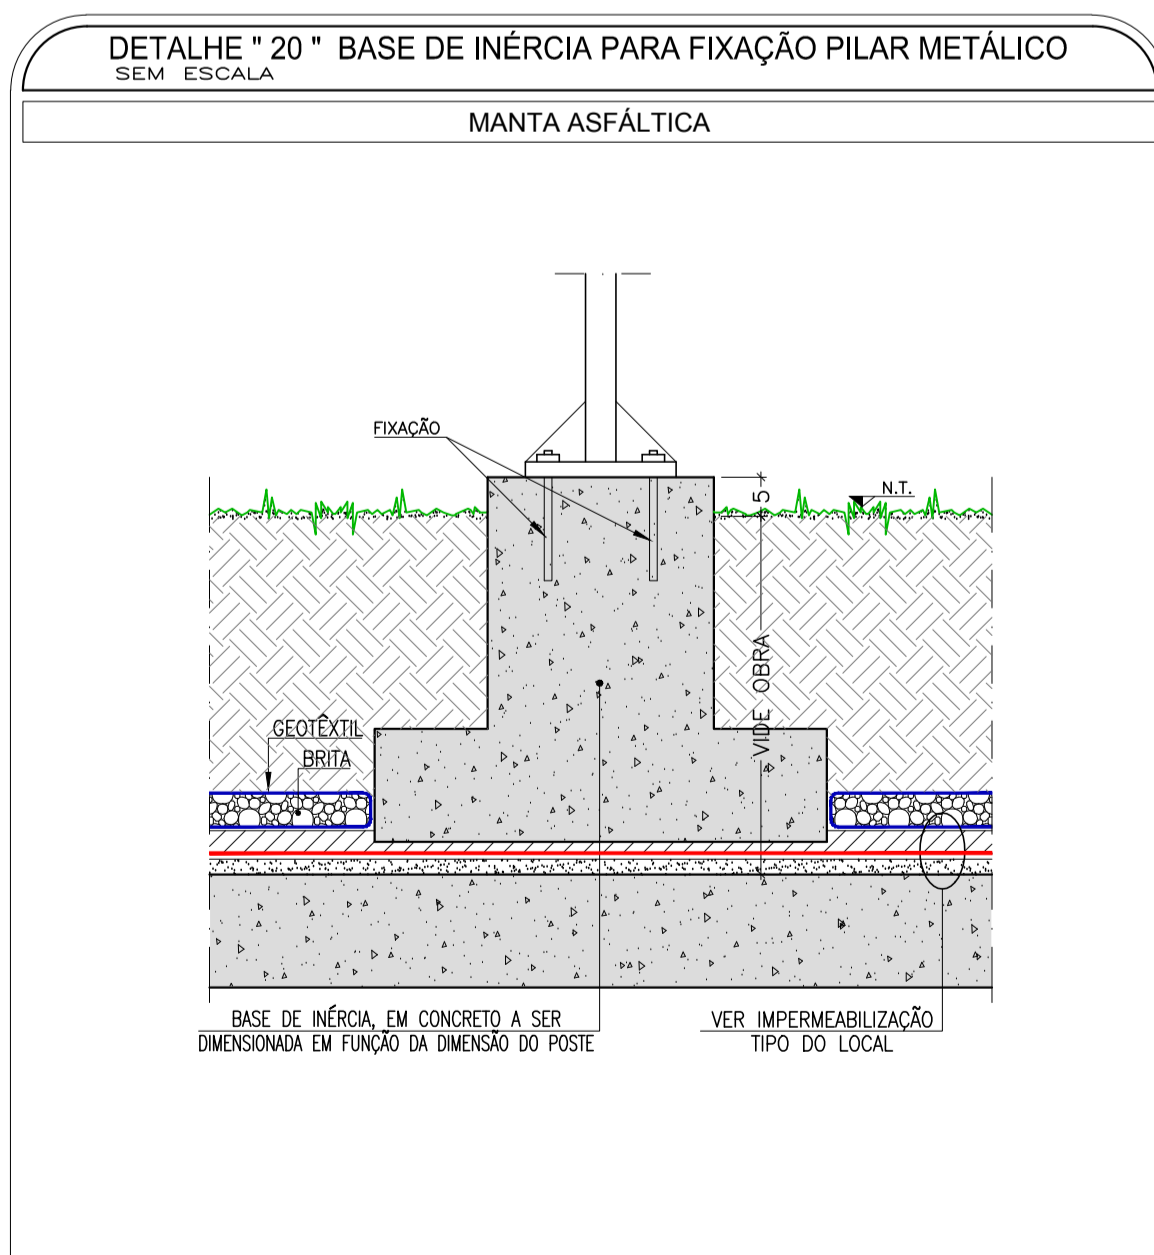 DETALHE " 20 " BASE DE INÉRCIA PARA FIXAÇÃO PILAR METÁLICO
SEM ESCALA
MANTA ASFÁLTICA
FIXAÇÃO
5
N.T.
VIDE OBRA
GEOTÊXTIL
BRITA
BASE DE INÉRCIA, EM CONCRETO A SER
DIMENSIONADA EM FUNÇÃO DA DIMENSÃO DO POSTE
VER IMPERMEABILIZAÇÃO
TIPO DO LOCAL